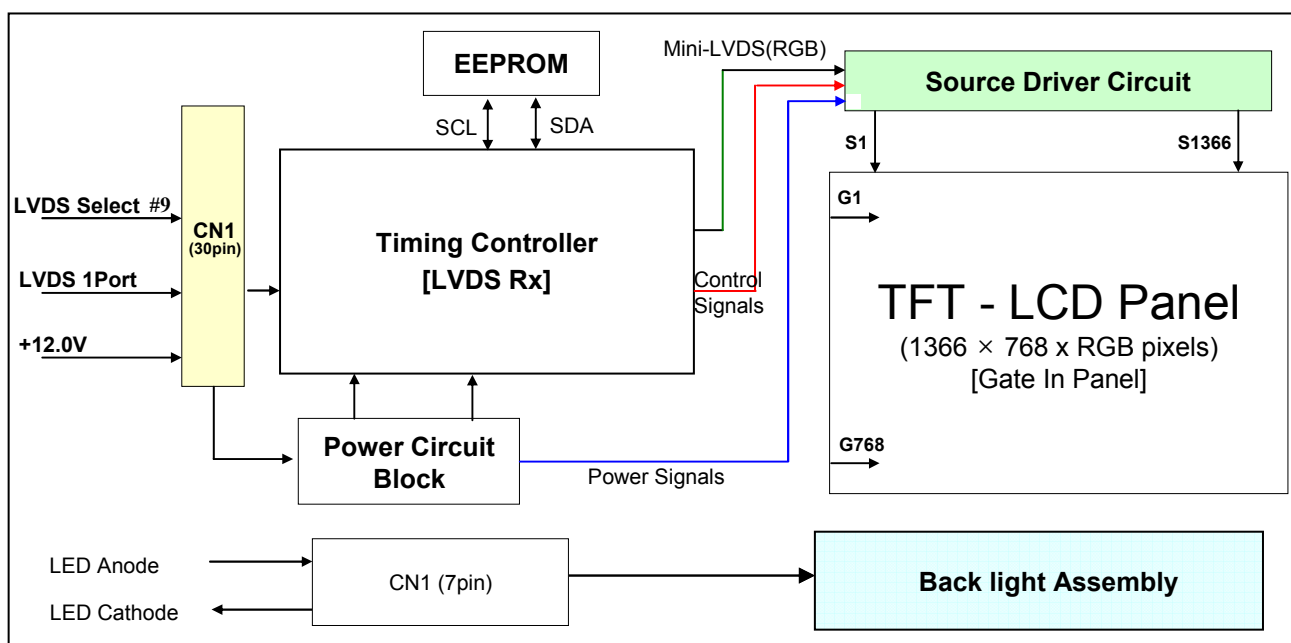 Mini-LVDS(RGB)
EEPROM
Source Driver Circuit
SCL
SDA
S1
S1366
LVDS Select #9
CN1
(30pin)
G1
Timing Controller
[LVDS Rx]
LVDS 1Port
Control
Signals
TFT - LCD Panel
(1366 × 768 x RGB pixels)
[Gate In Panel]
+12.0V
G768
Power Circuit
Block
Power Signals
LED Anode
CN1 (7pin)
Back light Assembly
LED Cathode